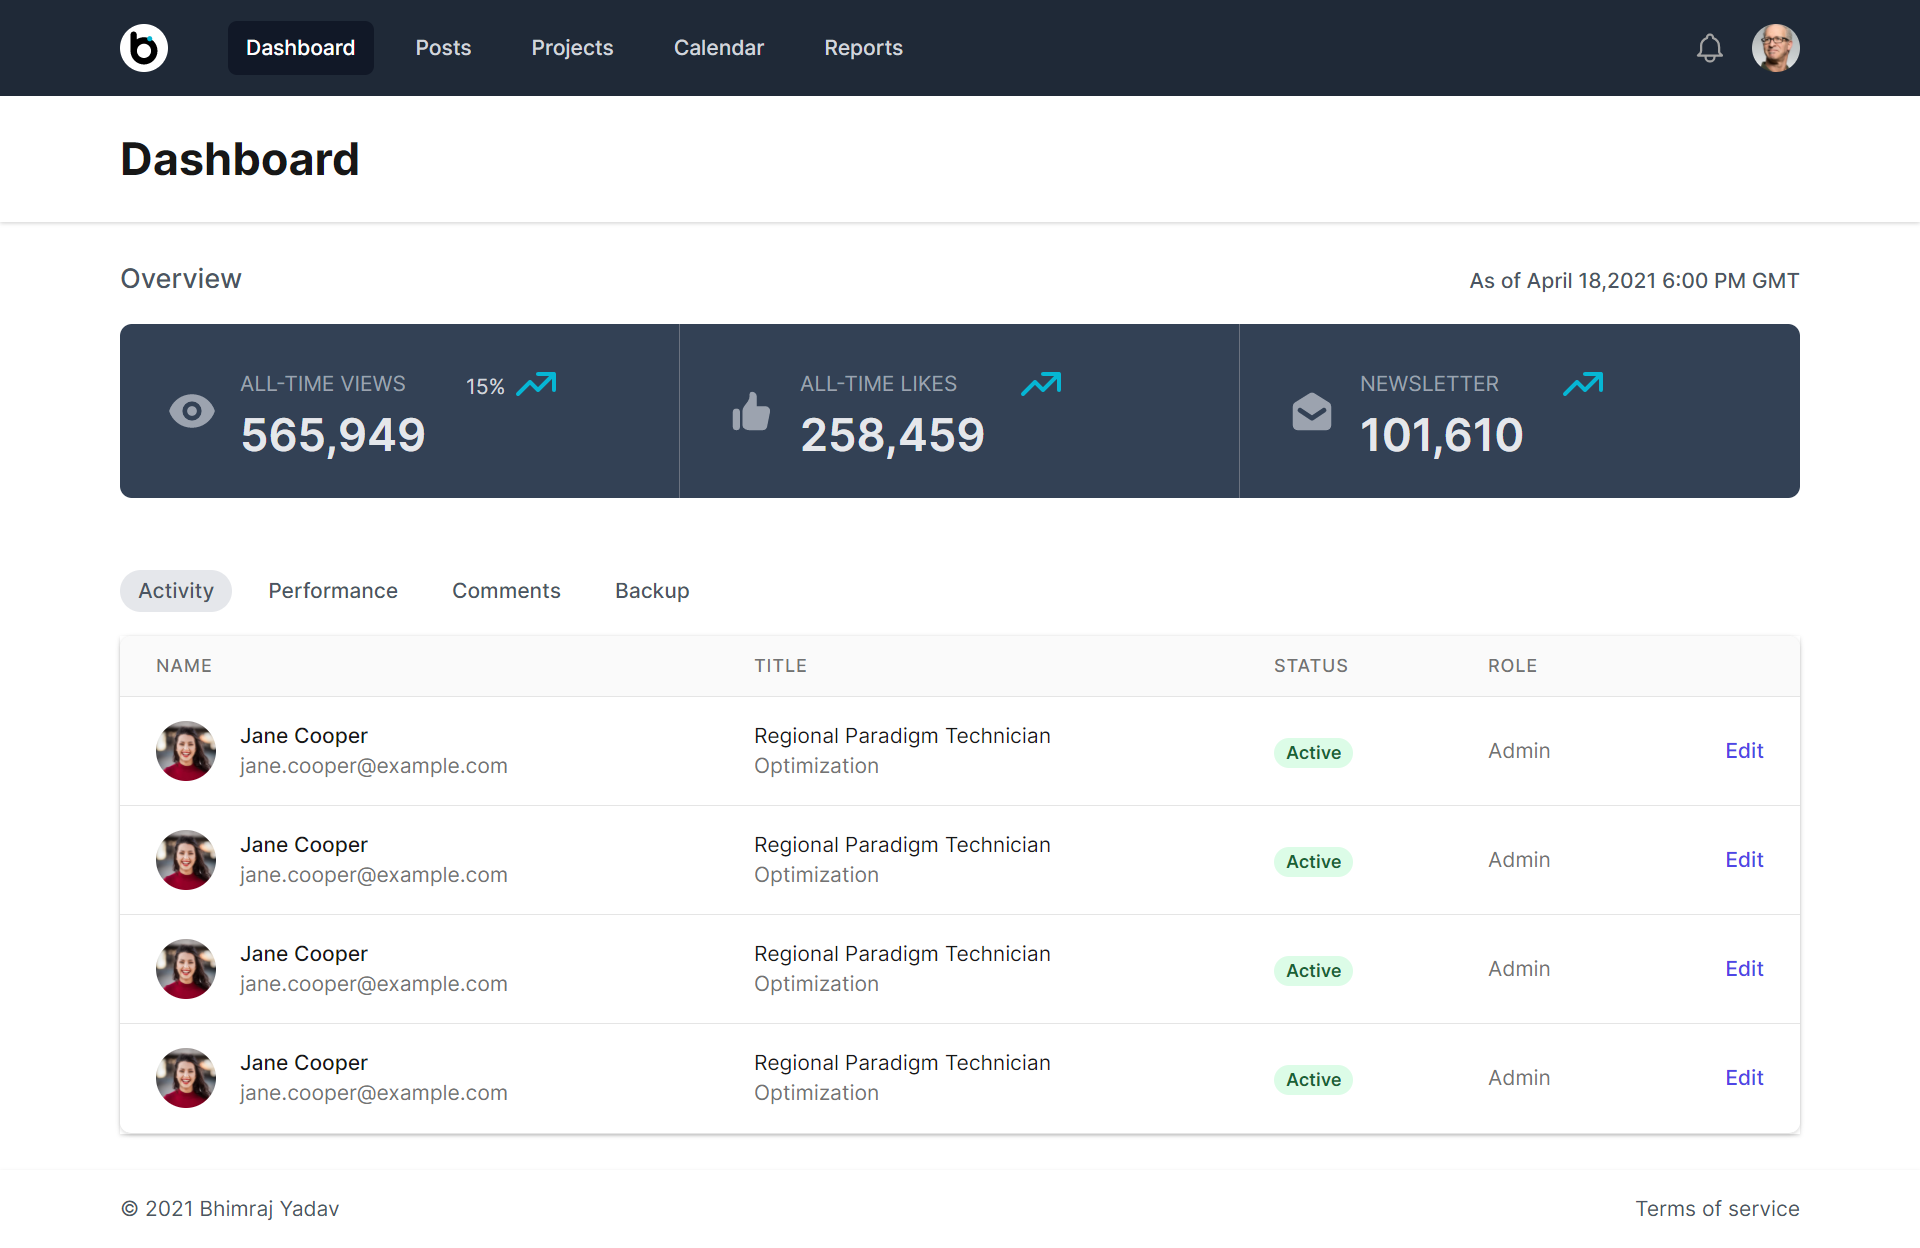 b Dashboard Posts Projects Calendar Reports
Dashboard
Overview As of April 18,2021 6:00 PM GMT
ALL-TIME VIEWS 15% ALL-TIME LIKES NEWSLETTER
565,949 258,459 101,610
Activity Performance Comments Backup
NAME TITLE STATUS ROLE
Jane Cooper Regional Paradigm Technician
jane.cooper@example.com Optimization Active Admin Edit
Jane Cooper Regional Paradigm Technician
jane.cooper@example.com Optimization Active Admin Edit
Jane Cooper Regional Paradigm Technician
jane.cooper@example.com Optimization Active Admin Edit
Jane Cooper Regional Paradigm Technician
jane.cooper@example.com Optimization Active Admin Edit
© 2021 Bhimraj Yadav Terms of service